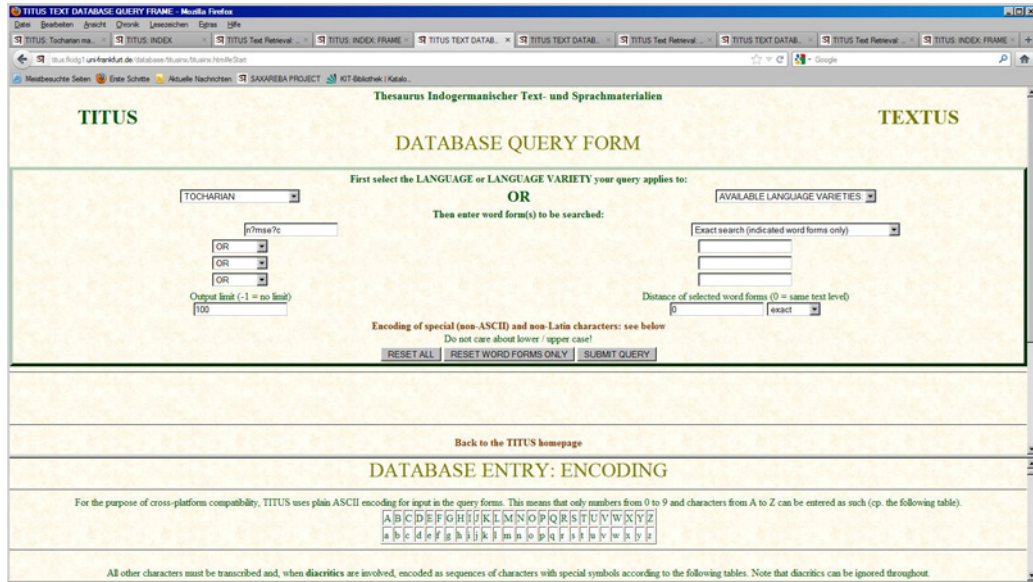 TITUS TEXT DATABASE QUERY FRAME - Mozilla Firefox
Datei Bearbeiten Ansicht Chronik Lesezeichen Extras Hilfe
TITUS: Tocharian ma... × TITUS: INDEX × TITUS Text Retrieval: ... × TITUS: INDEX: FRAME × TITUS TEXT DATAB... × TITUS TEXT DATAB... × TITUS Text Retrieval: ... × TITUS TEXT DATAB... × TITUS Text Retrieval: ... × TITUS: INDEX: FRAME × +
Google
Meistbesuchte Seiten Erste Schritte Aktuelle Nachrichten SAXAREBA PROJECT KIT-Bibliothek | Katalo...
Thesaurus Indogermanischer Text- und Sprachmaterialien
TITUS TEXTUS
DATABASE QUERY FORM
First select the LANGUAGE or LANGUAGE VARIETY your query applies to:
TOCHARIAN OR AVAILABLE LANGUAGE VARIETIES
Then enter word form(s) to be searched:
n?mse?c Exact search (indicated word forms only)
OR
OR
OR
Output limit (-1 = no limit) Distance of selected word forms (0 = same text level)
100 0 exact
Encoding of special (non-ASCII) and non-Latin characters: see below
Do not care about lower / upper case!
RESET ALL RESET WORD FORMS ONLY SUBMIT QUERY
Back to the TITUS homepage
DATABASE ENTRY: ENCODING
For the purpose of cross-platform compatibility, TITUS uses plain ASCII encoding for input in the query forms. This means that only numbers from 0 to 9 and characters from A to Z can be entered as such (cp. the following table).
A B C D E F G H I J K L M N O P Q R S T U V W X Y Z
a b c d e f g h i j k l m n o p q r s t u v w x y z
All other characters must be transcribed and, when diacritics are involved, encoded as sequences of characters with special symbols according to the following tables. Note that diacritics can be ignored throughout.